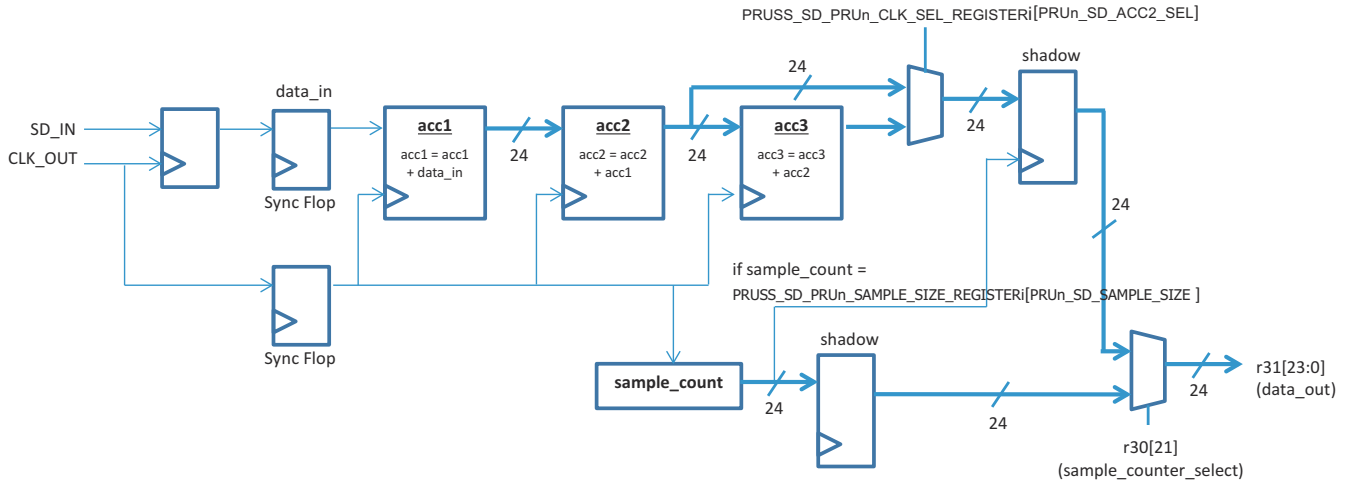 PRUSS_SD_PRUn_CLK_SEL_REGISTERi[PRUn_SD_ACC2_SEL]
shadow
24
data_in
SD_IN
CLK_OUT
acc1
acc1 = acc1
+ data_in
24
acc2
acc2 = acc2
+ acc1
24
acc3
acc3 = acc3
+ acc2
24
Sync Flop
24
if sample_count =
PRUSS_SD_PRUn_SAMPLE_SIZE_REGISTERi[PRUn_SD_SAMPLE_SIZE ]
Sync Flop
shadow
sample_count
24
24
24
r31[23:0]
(data_out)
r30[21]
(sample_counter_select)